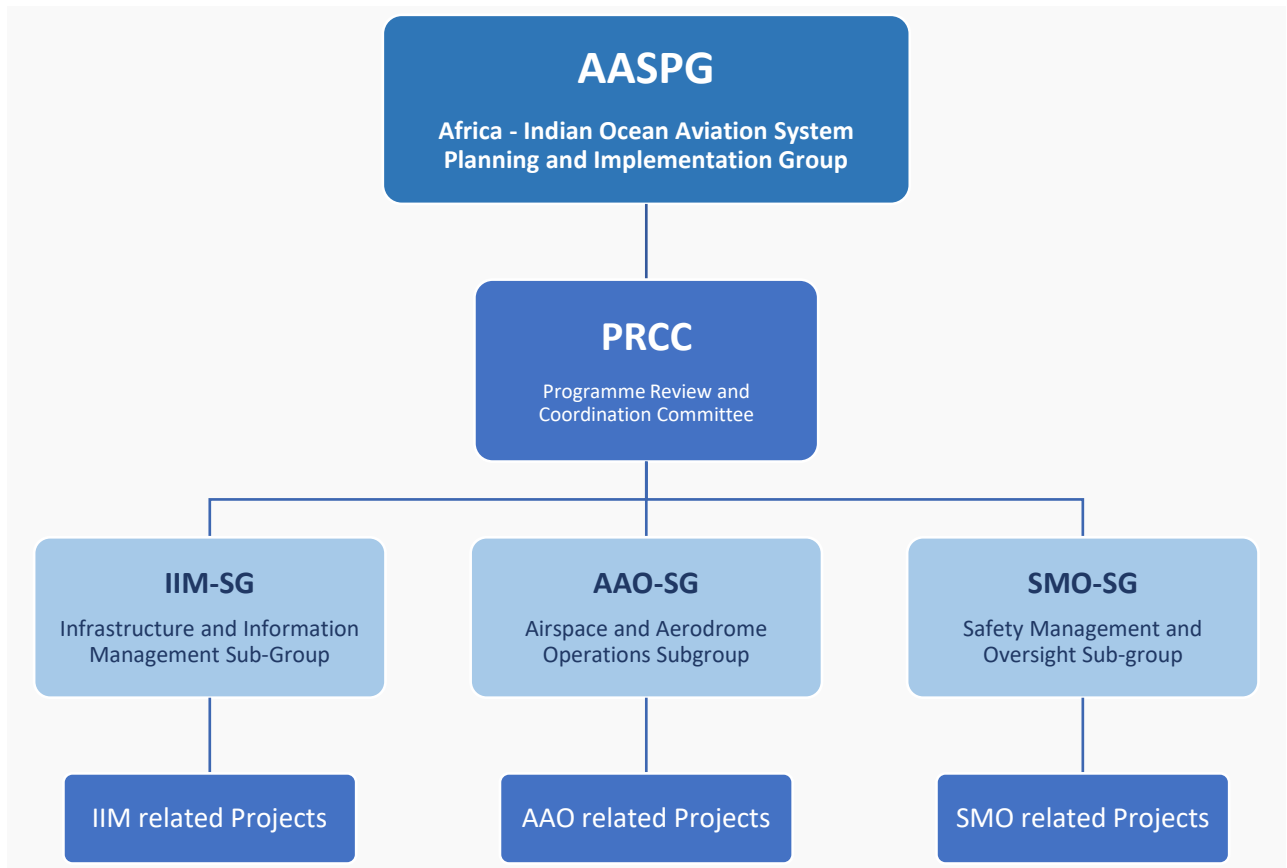 AASPG
Africa - Indian Ocean Aviation System
Planning and Implementation Group
PRCC
Programme Review and
Coordination Committee
IIM-SG
Infrastructure and Information
Management Sub-Group
AAO-SG
Airspace and Aerodrome
Operations Subgroup
SMO-SG
Safety Management and
Oversight Sub-group
IIM related Projects
AAO related Projects
SMO related Projects